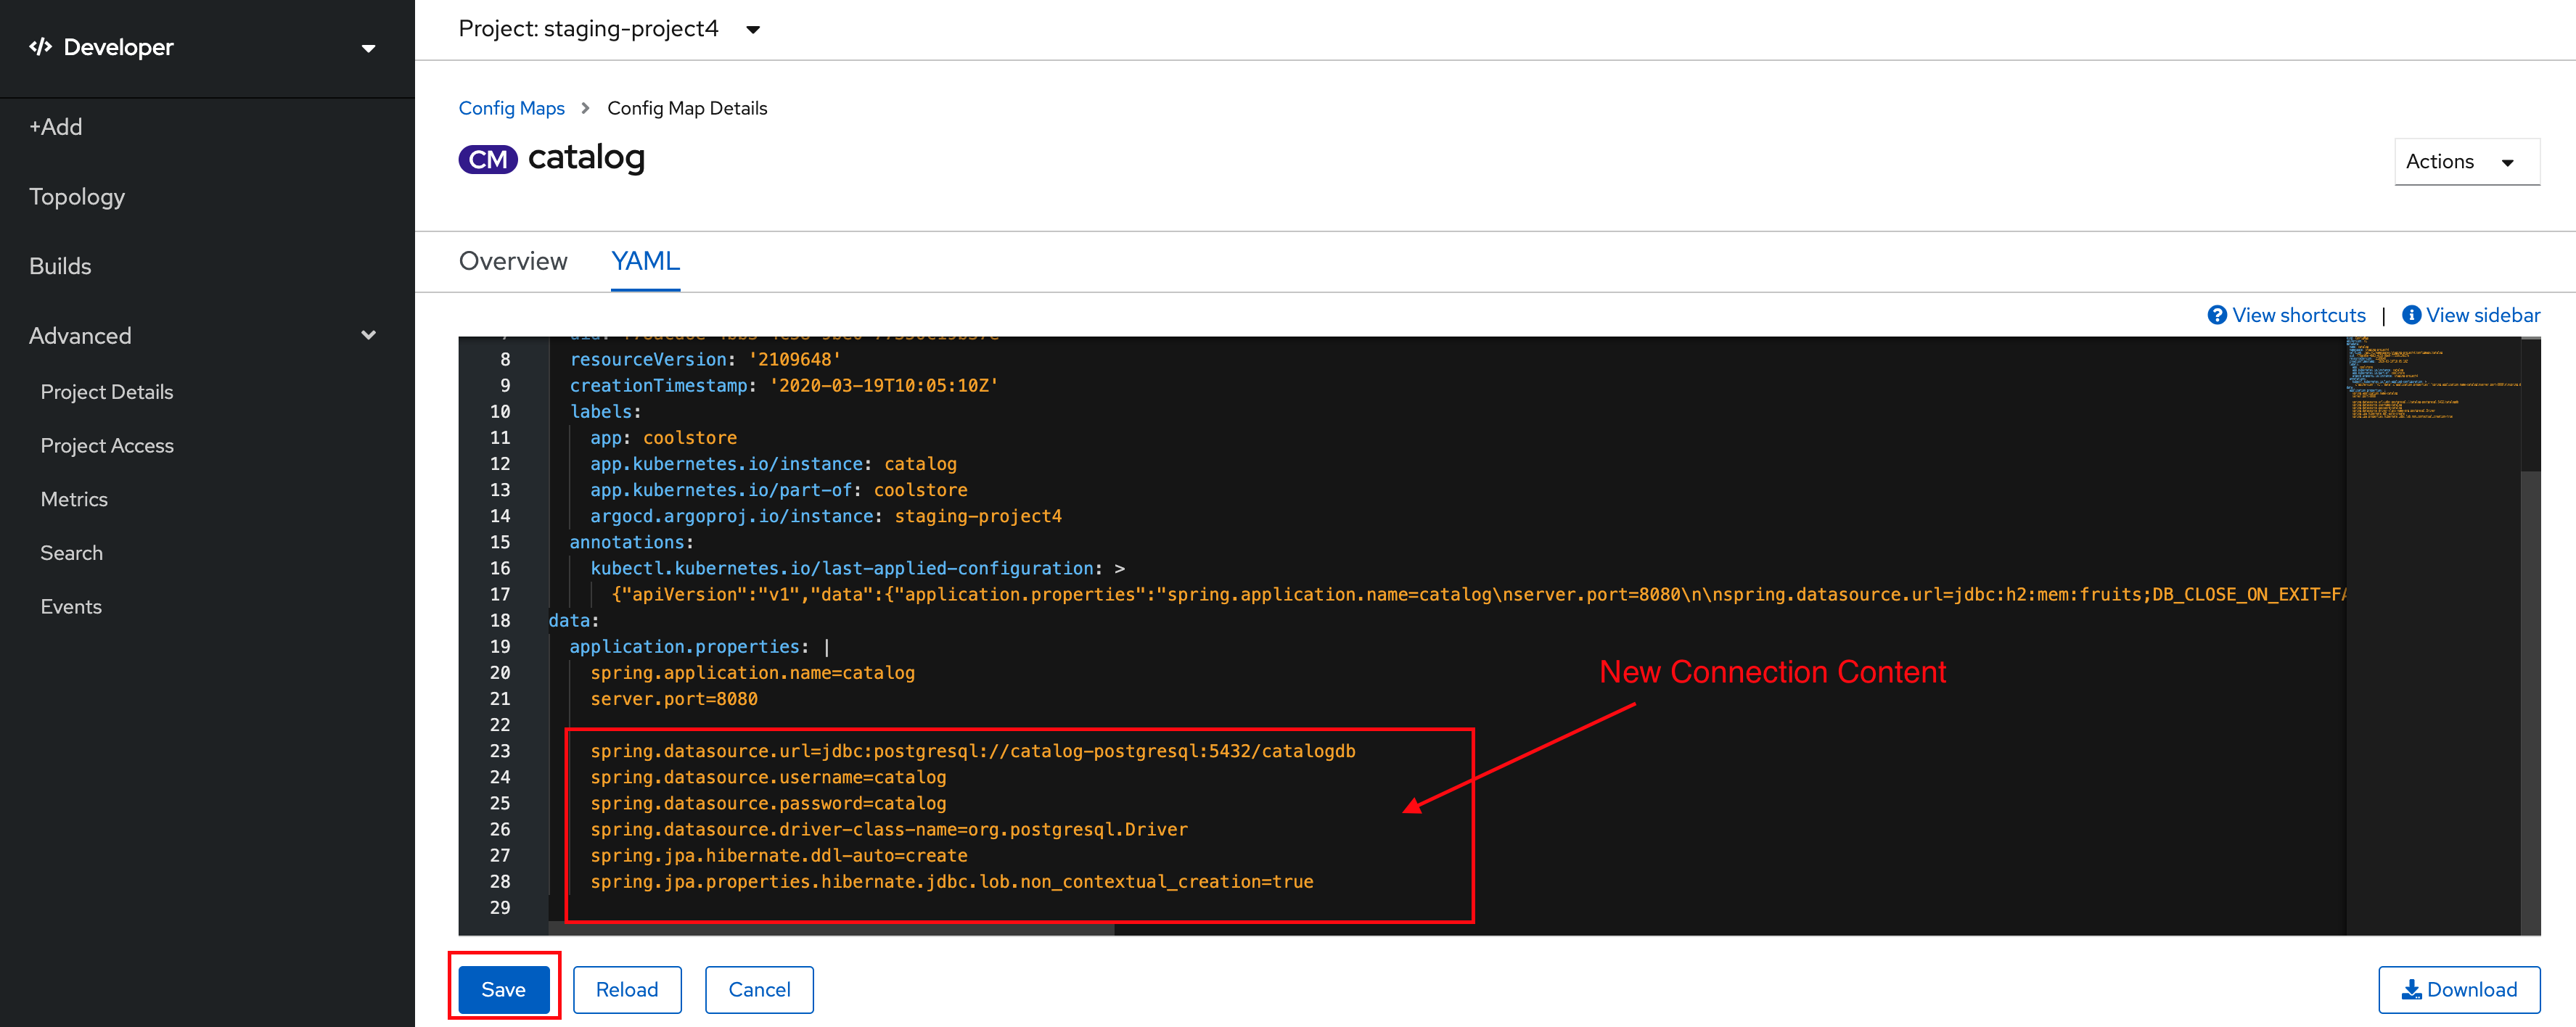 Developer
+Add
Topology
Builds
Advanced
Project Details
Project Access
Metrics
Search
Events
Project: staging-project4
Config Maps > Config Map Details
CM catalog
Actions
Overview YAML
View shortcuts | View sidebar
8 resourceVersion: '2109648'
9 creationTimestamp: '2020-03-19T10:05:10Z'
10 labels:
11 app: coolstore
12 app.kubernetes.io/instance: catalog
13 app.kubernetes.io/part-of: coolstore
14 argocd.argoproj.io/instance: staging-project4
15 annotations:
16 kubectl.kubernetes.io/last-applied-configuration: >
17 {"apiVersion":"v1","data":{"application.properties":"spring.application.name=catalog\nserver.port=8080\n\nspring.datasource.url=jdbc:h2:mem:fruits;DB_CLOSE_ON_EXIT=FA
18 data:
19 application.properties: |
20 spring.application.name=catalog
21 server.port=8080
22
23 spring.datasource.url=jdbc:postgresql://catalog-postgresql:5432/catalogdb
24 spring.datasource.username=catalog
25 spring.datasource.password=catalog
26 spring.datasource.driver-class-name=org.postgresql.Driver
27 spring.jpa.hibernate.ddl-auto=create
28 spring.jpa.properties.hibernate.jdbc.lob.non_contextual_creation=true
29
New Connection Content
Save Reload Cancel Download